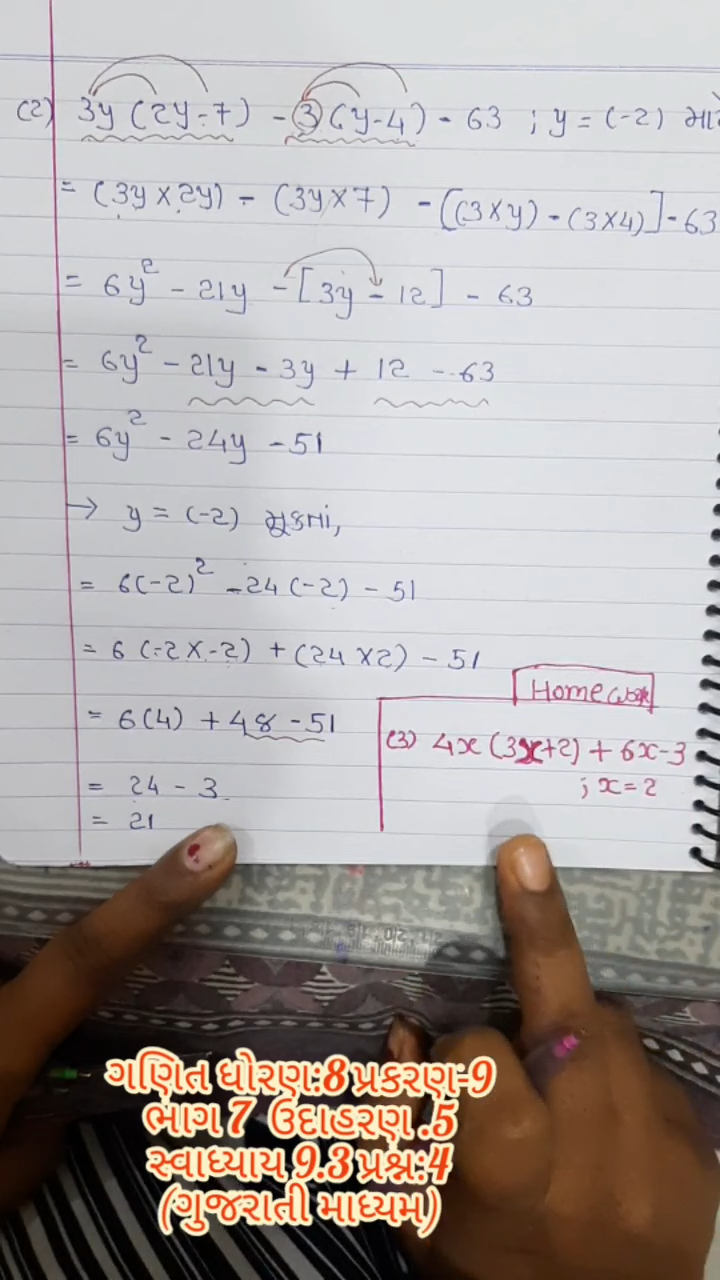 (2) 3y (2y - 7) - 3 (y - 4) - 63 ; y = (-2) માટે
= (3y × 2y) - (3y × 7) - [(3×y) - (3×4)] - 63
= 6y² - 21y - [3y - 12] - 63
= 6y² - 21y - 3y + 12 - 63
= 6y² - 24y - 51
→ y = (-2) મૂકતાં,
= 6(-2)² - 24 (-2) - 51
= 6 (-2 × -2) + (24 × 2) - 51
= 6(4) + 48 - 51
= 24 - 3
= 21
Homework
(3) 4x (3x+2) + 6x - 3
; x = 2
ગણિત ધોરણ:8 પ્રકરણ-9
ભાગ 7 ઉદાહરણ .5
સ્વાધ્યાય 9.3 પ્રશ્ન:4
(ગુજરાતી માધ્યમ)